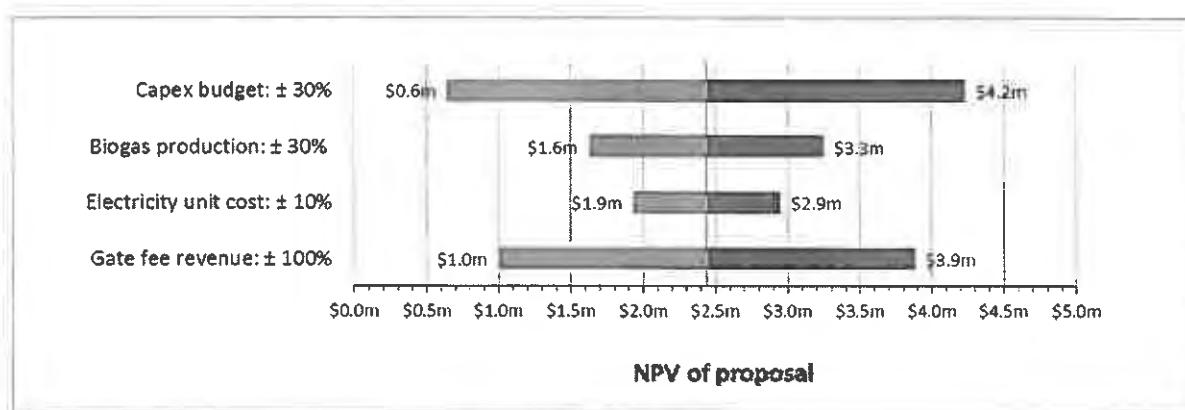 Capex budget: ± 30%
$0.6m
$4.2m
Biogas production: ± 30%
$1.6m
$3.3m
Electricity unit cost: ± 10%
$1.9m
$2.9m
Gate fee revenue: ± 100%
$1.0m
$3.9m
$0.0m $0.5m $1.0m $1.5m $2.0m $2.5m $3.0m $3.5m $4.0m $4.5m $5.0m
NPV of proposal